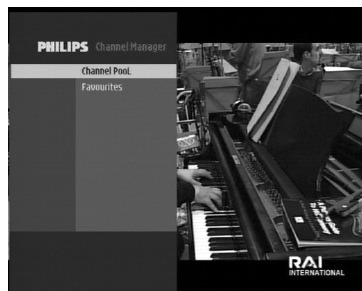 PHILIPS Channel Manager
Channel Pool
Favourites
RAI
INTERNATIONAL